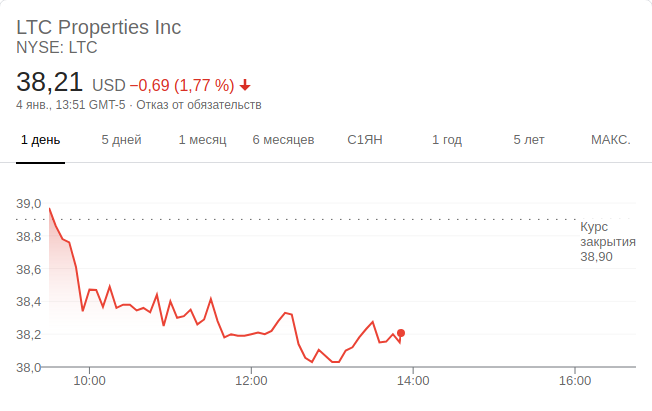 LTC Properties Inc
NYSE: LTC
38,21 USD −0,69 (1,77 %)
4 янв., 13:51 GMT-5 · Отказ от обязательств
1 день 5 дней 1 месяц 6 месяцев С1ЯН 1 год 5 лет МАКС.
39,0
38,8
38,6
38,4
38,2
38,0
Курс
закрытия
38,90
10:00 12:00 14:00 16:00